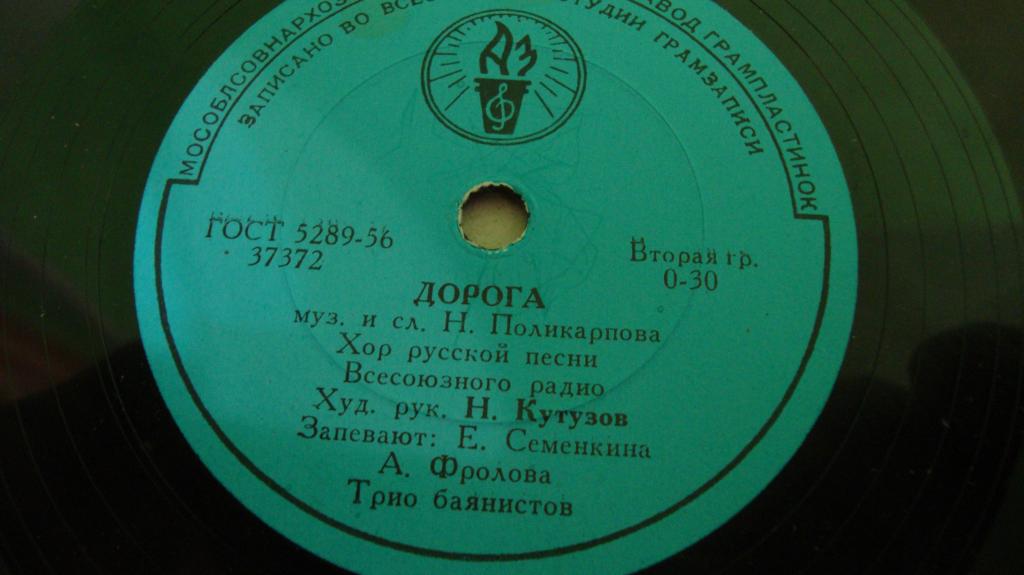 МОСОБЛСОВНАРХОЗ ЗАВОД ГРАМПЛАСТИНОК
ЗАПИСАНО ВО СТУДИИ ГРАМЗАПИСИ
АЗ
ГОСТ 5289-56
37372
Вторая гр.
0-30
ДОРОГА
муз. и сл. Н. Поликарпова
Хор русской песни
Всесоюзного радио
Худ. рук. Н. Кутузов
Запевают: Е. Семенкина
А. Фролова
Трио баянистов